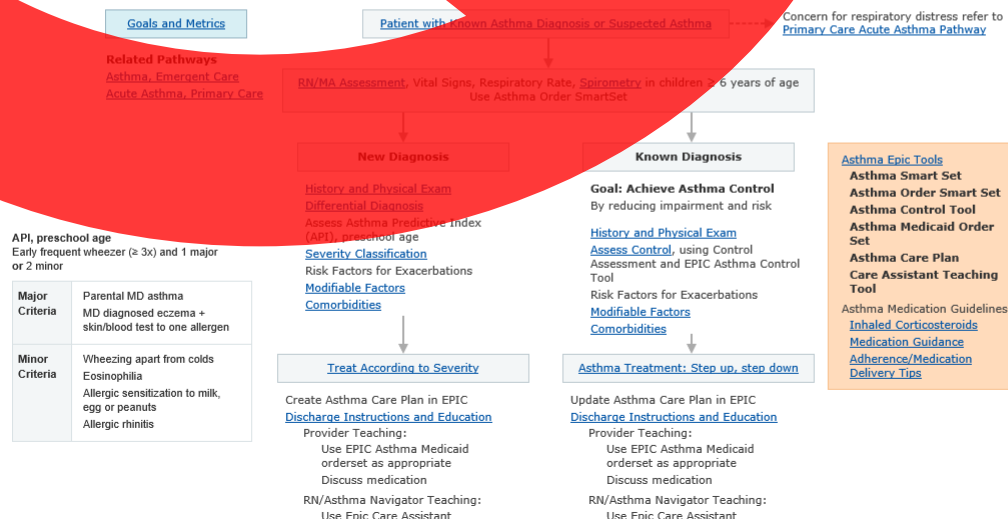 Goals and Metrics
Patient with Known Asthma Diagnosis or Suspected Asthma
Concern for respiratory distress refer to
Primary Care Acute Asthma Pathway
Related Pathways
Asthma, Emergent Care
Acute Asthma, Primary Care
RN/MA Assessment, Vital Signs, Respiratory Rate, Spirometry in children ≥ 6 years of age
Use Asthma Order SmartSet
New Diagnosis
History and Physical Exam
Differential Diagnosis
Assess Asthma Predictive Index
(API), preschool age
Severity Classification
Risk Factors for Exacerbations
Modifiable Factors
Comorbidities
Known Diagnosis
Goal: Achieve Asthma Control
By reducing impairment and risk
History and Physical Exam
Assess Control, using Control
Assessment and EPIC Asthma Control
Tool
Risk Factors for Exacerbations
Modifiable Factors
Comorbidities
Asthma Epic Tools
Asthma Smart Set
Asthma Order Smart Set
Asthma Control Tool
Asthma Medicaid Order
Set
Asthma Care Plan
Care Assistant Teaching
Tool
Asthma Medication Guidelines
Inhaled Corticosteroids
Medication Guidance
Adherence/Medication
Delivery Tips
API, preschool age
Early frequent wheezer (≥ 3x) and 1 major
or 2 minor
Major Criteria
Parental MD asthma
MD diagnosed eczema +
skin/blood test to one allergen
Minor Criteria
Wheezing apart from colds
Eosinophilia
Allergic sensitization to milk,
egg or peanuts
Allergic rhinitis
Treat According to Severity
Create Asthma Care Plan in EPIC
Discharge Instructions and Education
Provider Teaching:
Use EPIC Asthma Medicaid
orderset as appropriate
Discuss medication
RN/Asthma Navigator Teaching:
Use Epic Care Assistant
Asthma Treatment: Step up, step down
Update Asthma Care Plan in EPIC
Discharge Instructions and Education
Provider Teaching:
Use EPIC Asthma Medicaid
orderset as appropriate
Discuss medication
RN/Asthma Navigator Teaching:
Use Epic Care Assistant